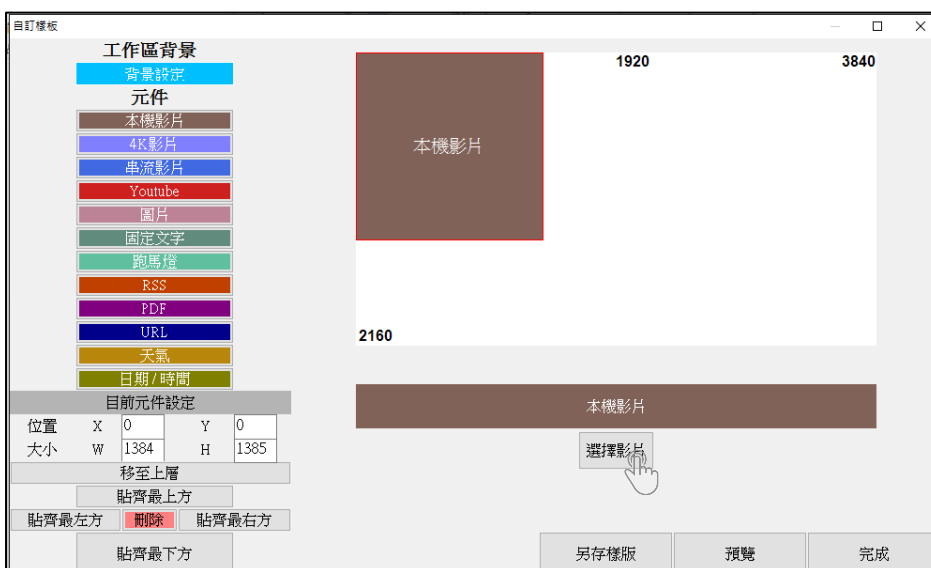 自訂樣板
工作區背景
背景設定
元件
本機影片
4K影片
串流影片
Youtube
圖片
固定文字
跑馬燈
RSS
PDF
URL
天氣
日期/時間
目前元件設定
位置 X 0 Y 0
大小 W 1384 H 1385
移至上層
貼齊最上方
貼齊最左方 刪除 貼齊最右方
貼齊最下方
1920 3840
本機影片
2160
本機影片
選擇影片
另存樣版 預覽 完成